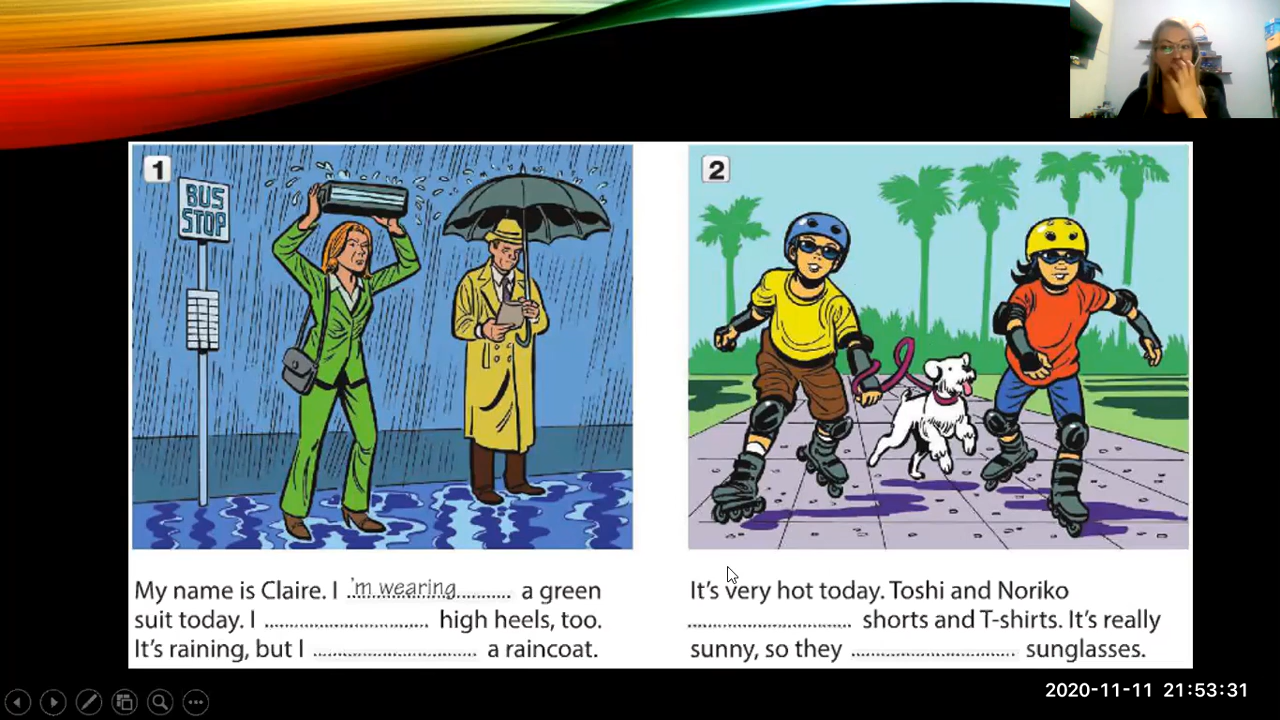 1
BUS
STOP
2
My name is Claire. I 'm wearing a green
suit today. I .............................. high heels, too.
It's raining, but I .............................. a raincoat.
It's very hot today. Toshi and Noriko
.............................. shorts and T-shirts. It's really
sunny, so they .............................. sunglasses.
2020-11-11 21:53:31